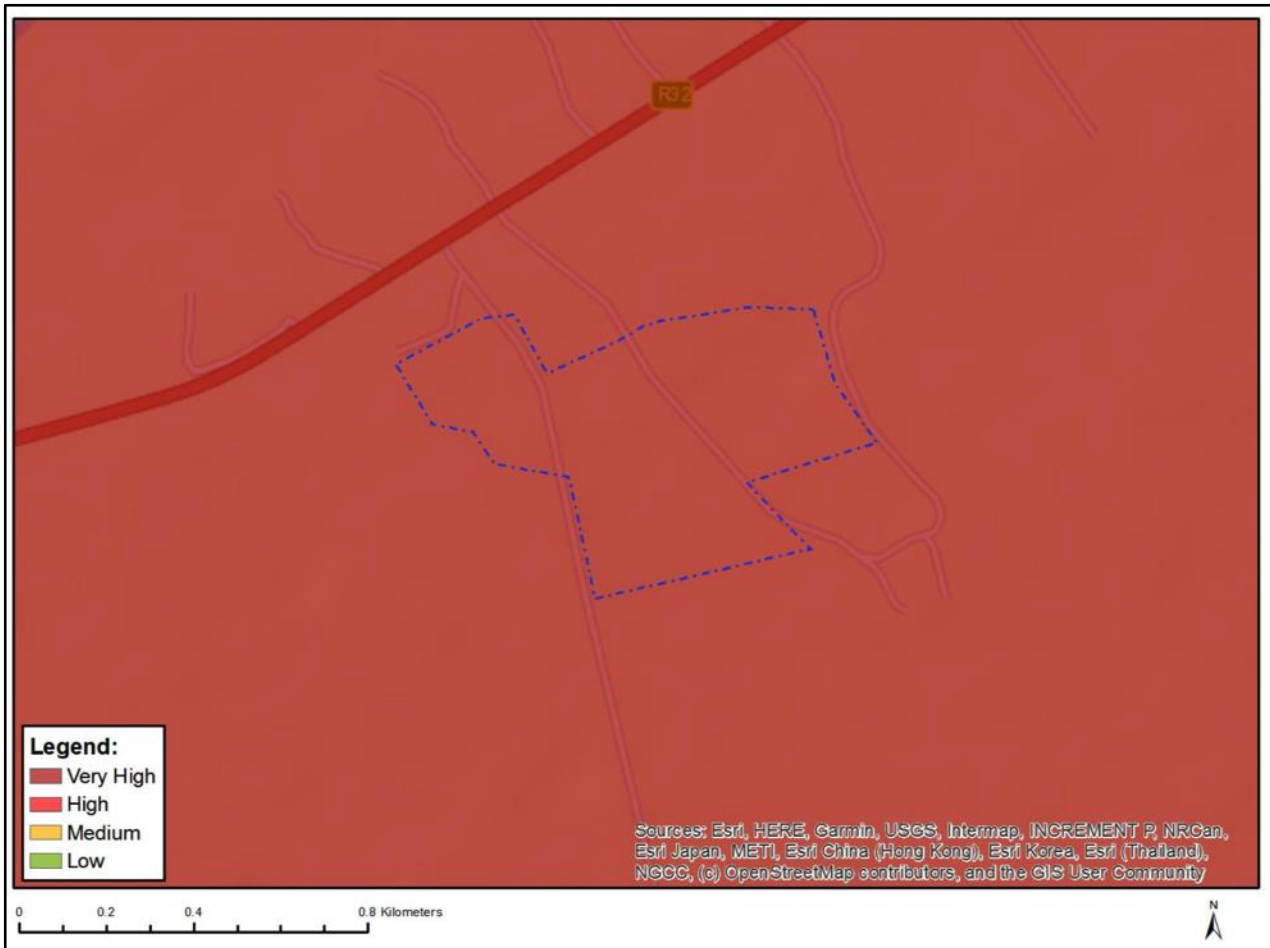 R32
Legend:
Very High
High
Medium
Low
Sources: Esri, HERE, Garmin, USGS, Intermap, INCREMENT P, NRCan,
Esri Japan, METI, Esri China (Hong Kong), Esri Korea, Esri (Thailand),
NGCC, (c) OpenStreetMap contributors, and the GIS User Community
0 0.2 0.4 0.8 Kilometers
N